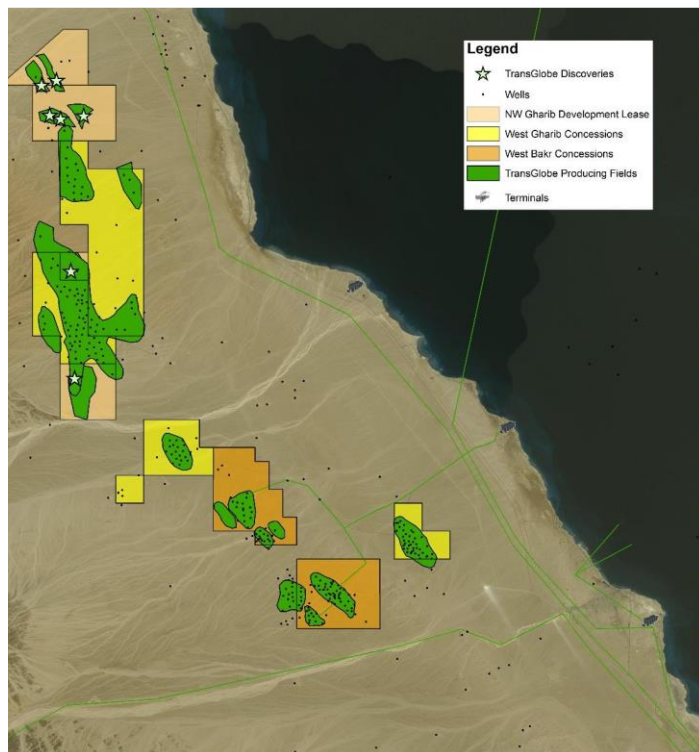 Legend
TransGlobe Discoveries
Wells
NW Gharib Development Lease
West Gharib Concessions
West Bakr Concessions
TransGlobe Producing Fields
Terminals